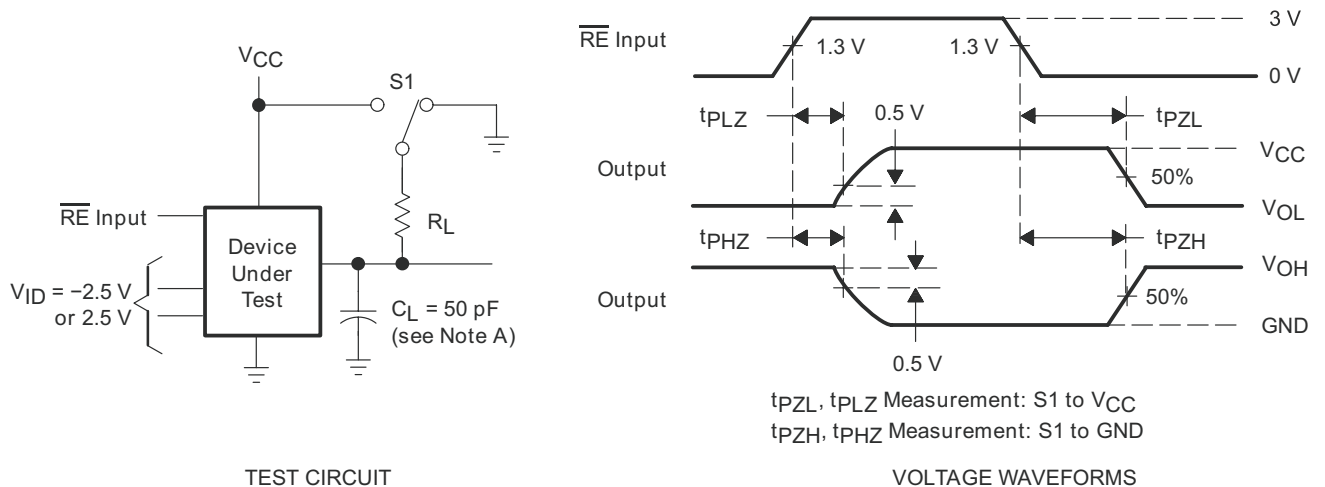 VCC
S1
RE Input
Device
Under
Test
RL
VID = −2.5 V
or 2.5 V
CL = 50 pF
(see Note A)
TEST CIRCUIT
RE Input
1.3 V
1.3 V
3 V
0 V
tPLZ
0.5 V
tPZL
Output
VCC
50%
VOL
tPHZ
tPZH
VOH
Output
50%
GND
0.5 V
tPZL, tPLZ Measurement: S1 to VCC
tPZH, tPHZ Measurement: S1 to GND
VOLTAGE WAVEFORMS